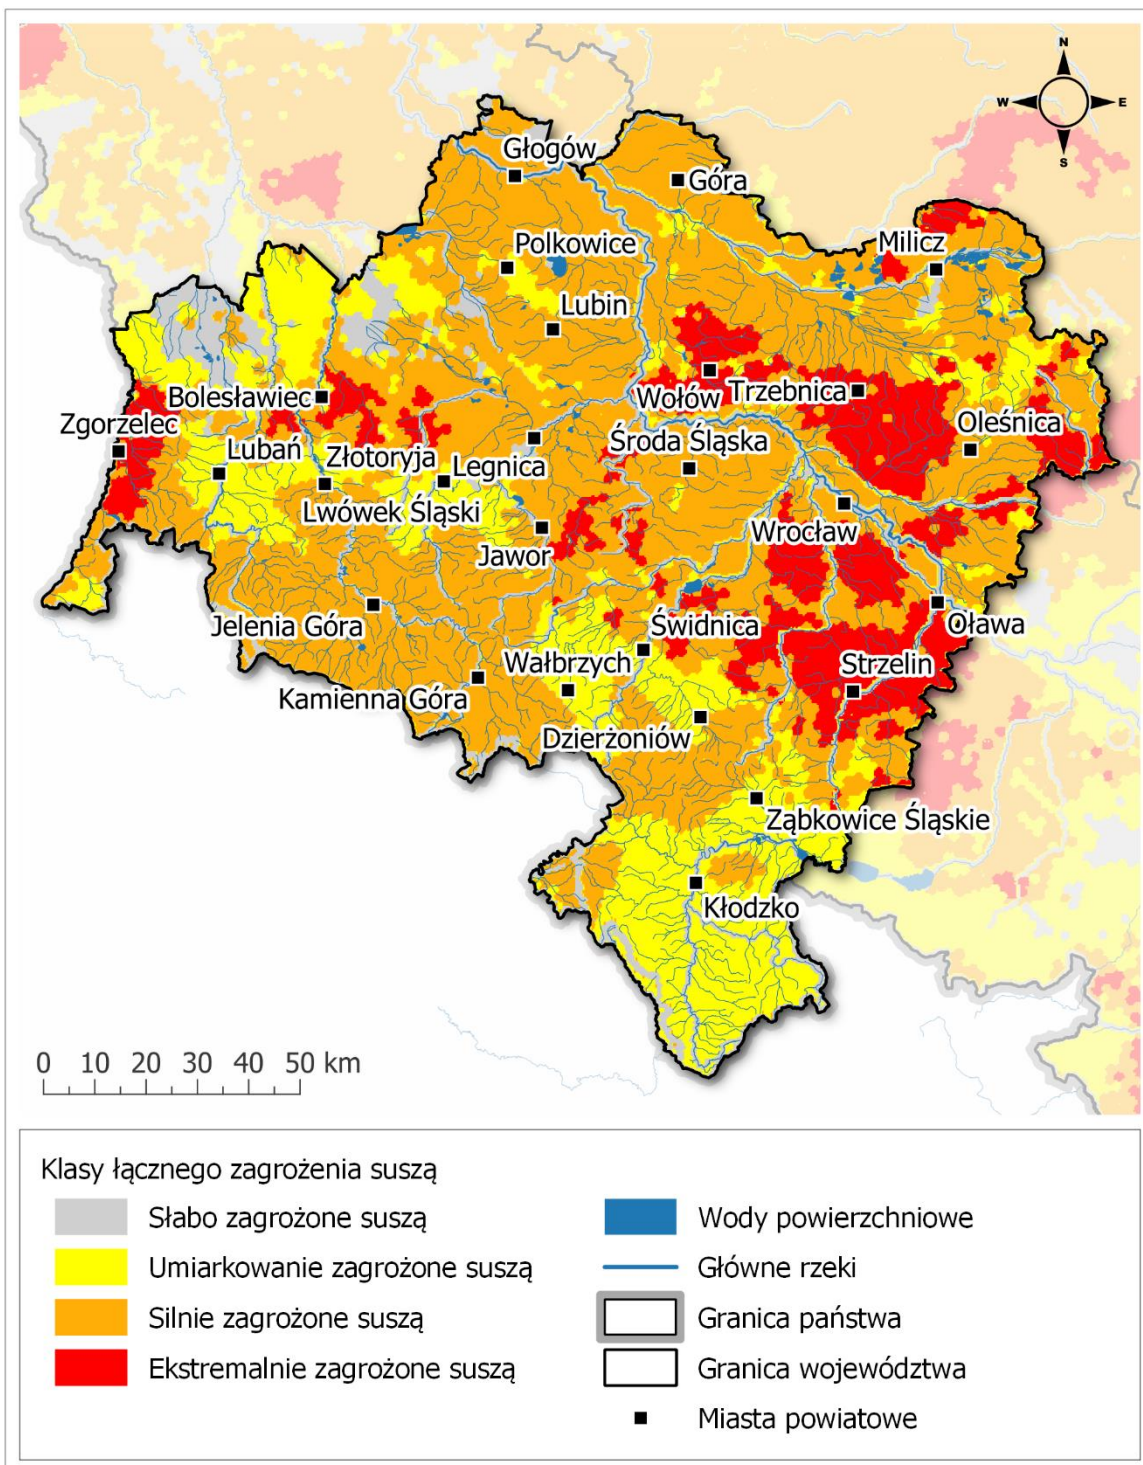 N
W E
S
Głogów
Góra
Milicz
Polkowice
Lubin
Bolesławiec
Wołów
Trzebnica
Zgorzelec
Oleśnica
Lubań
Złotoryja
Legnica
Środa Śląska
Lwówek Śląski
Wrocław
Jawor
Jelenia Góra
Świdnica
Oława
Wałbrzych
Strzelin
Kamienna Góra
Dzierżoniów
Ząbkowice Śląskie
Kłodzko
0 10 20 30 40 50 km
Klasy łącznego zagrożenia suszą
Słabo zagrożone suszą
Umiarkowanie zagrożone suszą
Silnie zagrożone suszą
Ekstremalnie zagrożone suszą
Wody powierzchniowe
Główne rzeki
Granica państwa
Granica województwa
Miasta powiatowe